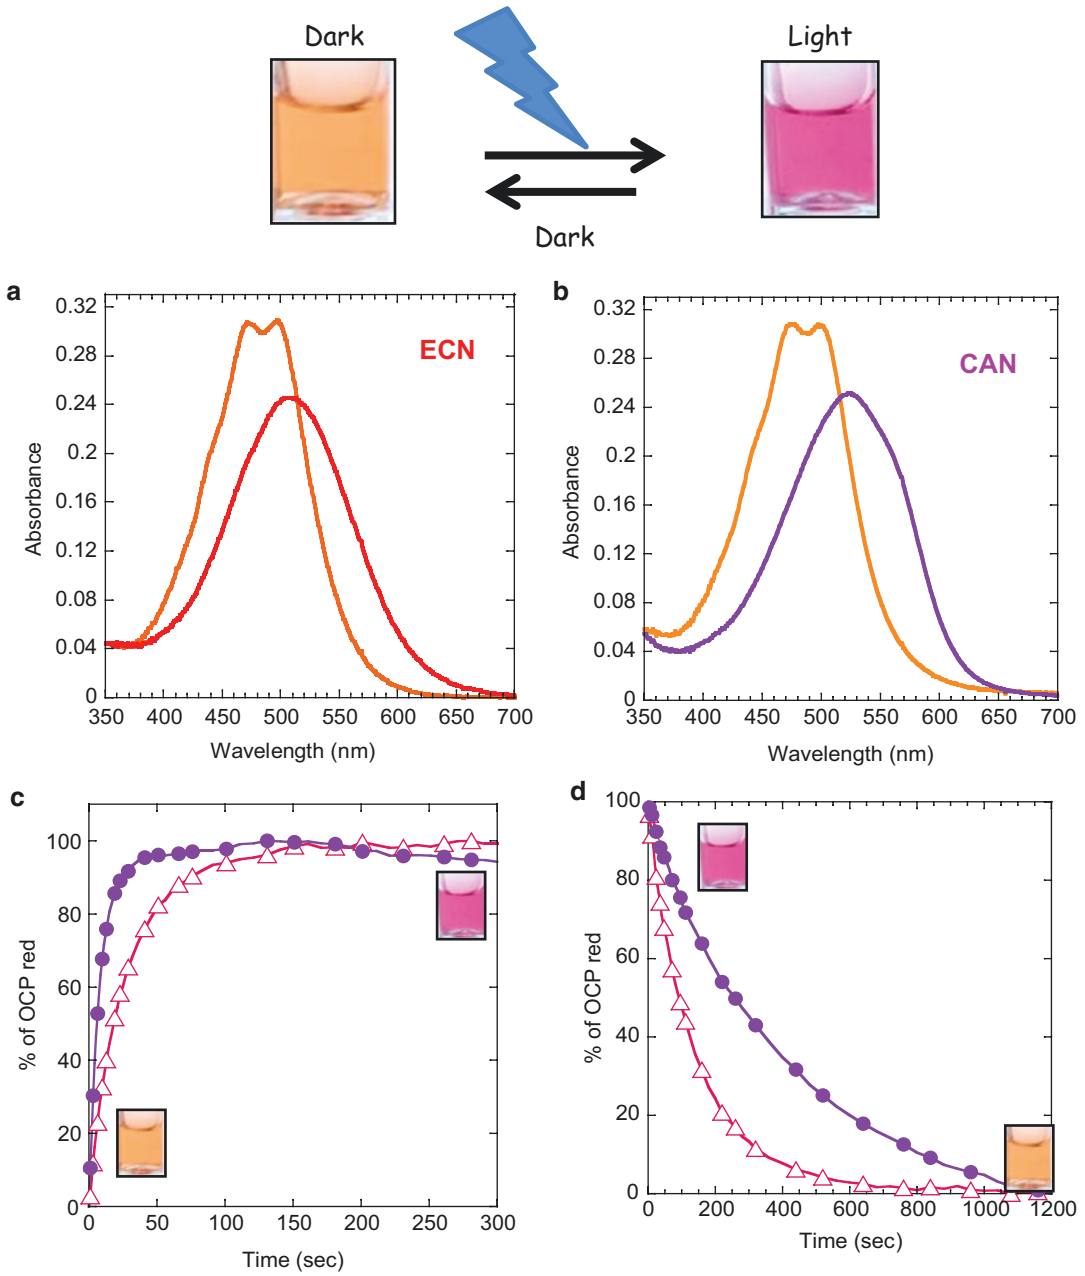 Dark
Light
Dark
a
0.32
0.28
0.24
0.2
0.16
0.12
0.08
0.04
0
Absorbance
ECN
350 400 450 500 550 600 650 700
Wavelength (nm)
b
0.32
0.28
0.24
0.2
0.16
0.12
0.08
0.04
0
Absorbance
CAN
350 400 450 500 550 600 650 700
Wavelength (nm)
c
100
80
60
40
20
0
% of OCP red
0 50 100 150 200 250 300
Time (sec)
d
100
80
60
40
20
0
% of OCP red
0 200 400 600 800 1000 1200
Time (sec)